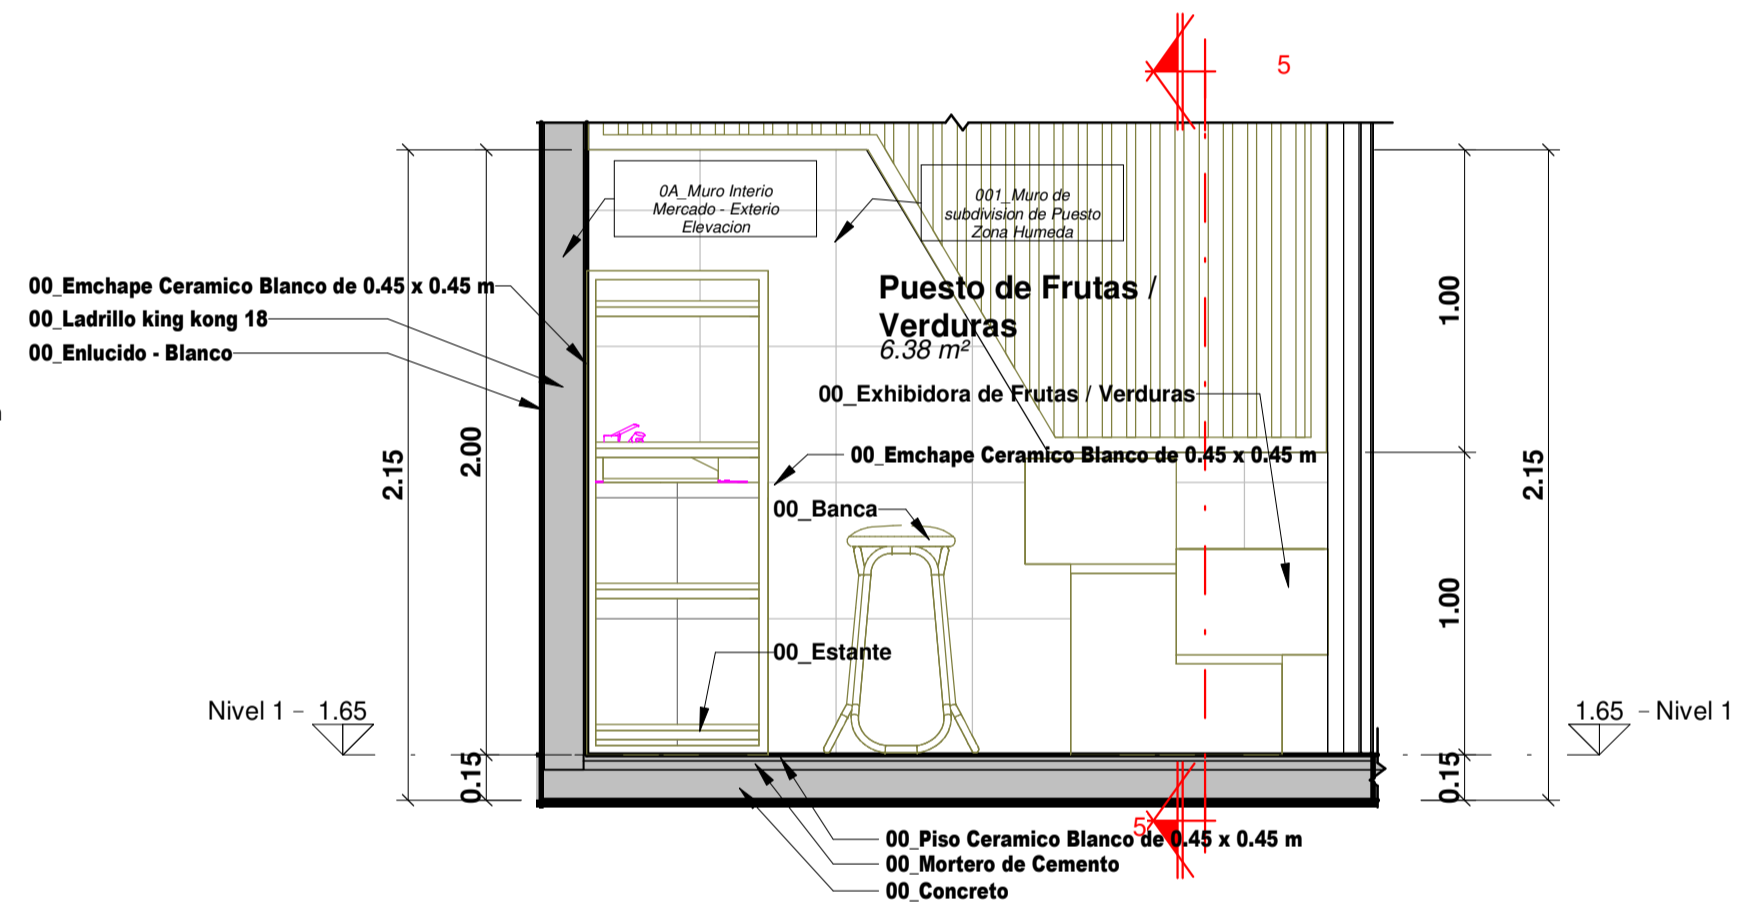 5
0A_Muro Interio
Mercado - Exterio
Elevacion
001_Muro de
subdivision de Puesto
Zona Humeda
00_Emchape Ceramico Blanco de 0.45 x 0.45 m
00_Ladrillo king kong 18
00_Enlucido - Blanco
Puesto de Frutas /
Verduras
6.38 m²
00_Exhibidora de Frutas / Verduras
00_Emchape Ceramico Blanco de 0.45 x 0.45 m
00_Banca
00_Estante
2.15
2.00
0.15
1.00
1.00
0.15
2.15
Nivel 1 - 1.65
1.65 - Nivel 1
5
00_Piso Ceramico Blanco de 0.45 x 0.45 m
00_Mortero de Cemento
00_Concreto